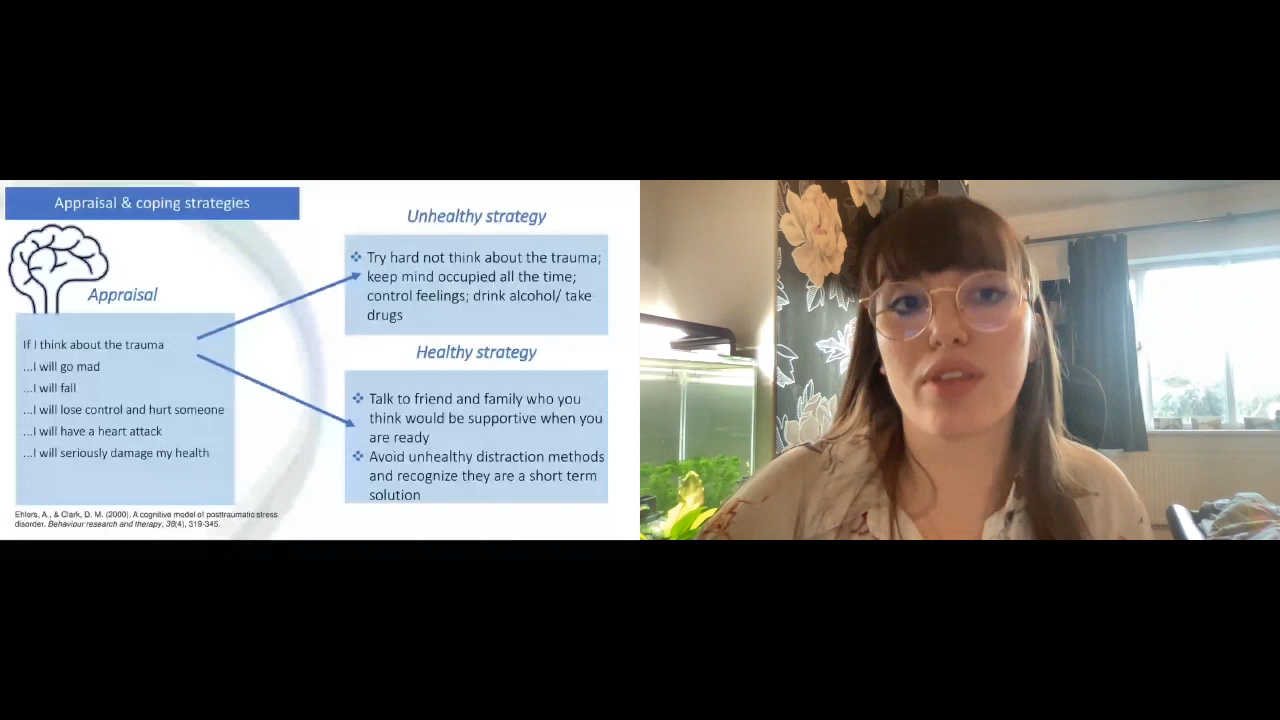 Appraisal & coping strategies
Appraisal
If I think about the trauma
...I will go mad
...I will fall
...I will lose control and hurt someone
...I will have a heart attack
...I will seriously damage my health
Unhealthy strategy
Try hard not think about the trauma;
keep mind occupied all the time;
control feelings; drink alcohol/ take
drugs
Healthy strategy
Talk to friend and family who you
think would be supportive when you
are ready
Avoid unhealthy distraction methods
and recognize they are a short term
solution
Ehlers, A., & Clark, D. M. (2000). A cognitive model of posttraumatic stress
disorder. Behaviour research and therapy, 38(4), 319-345.